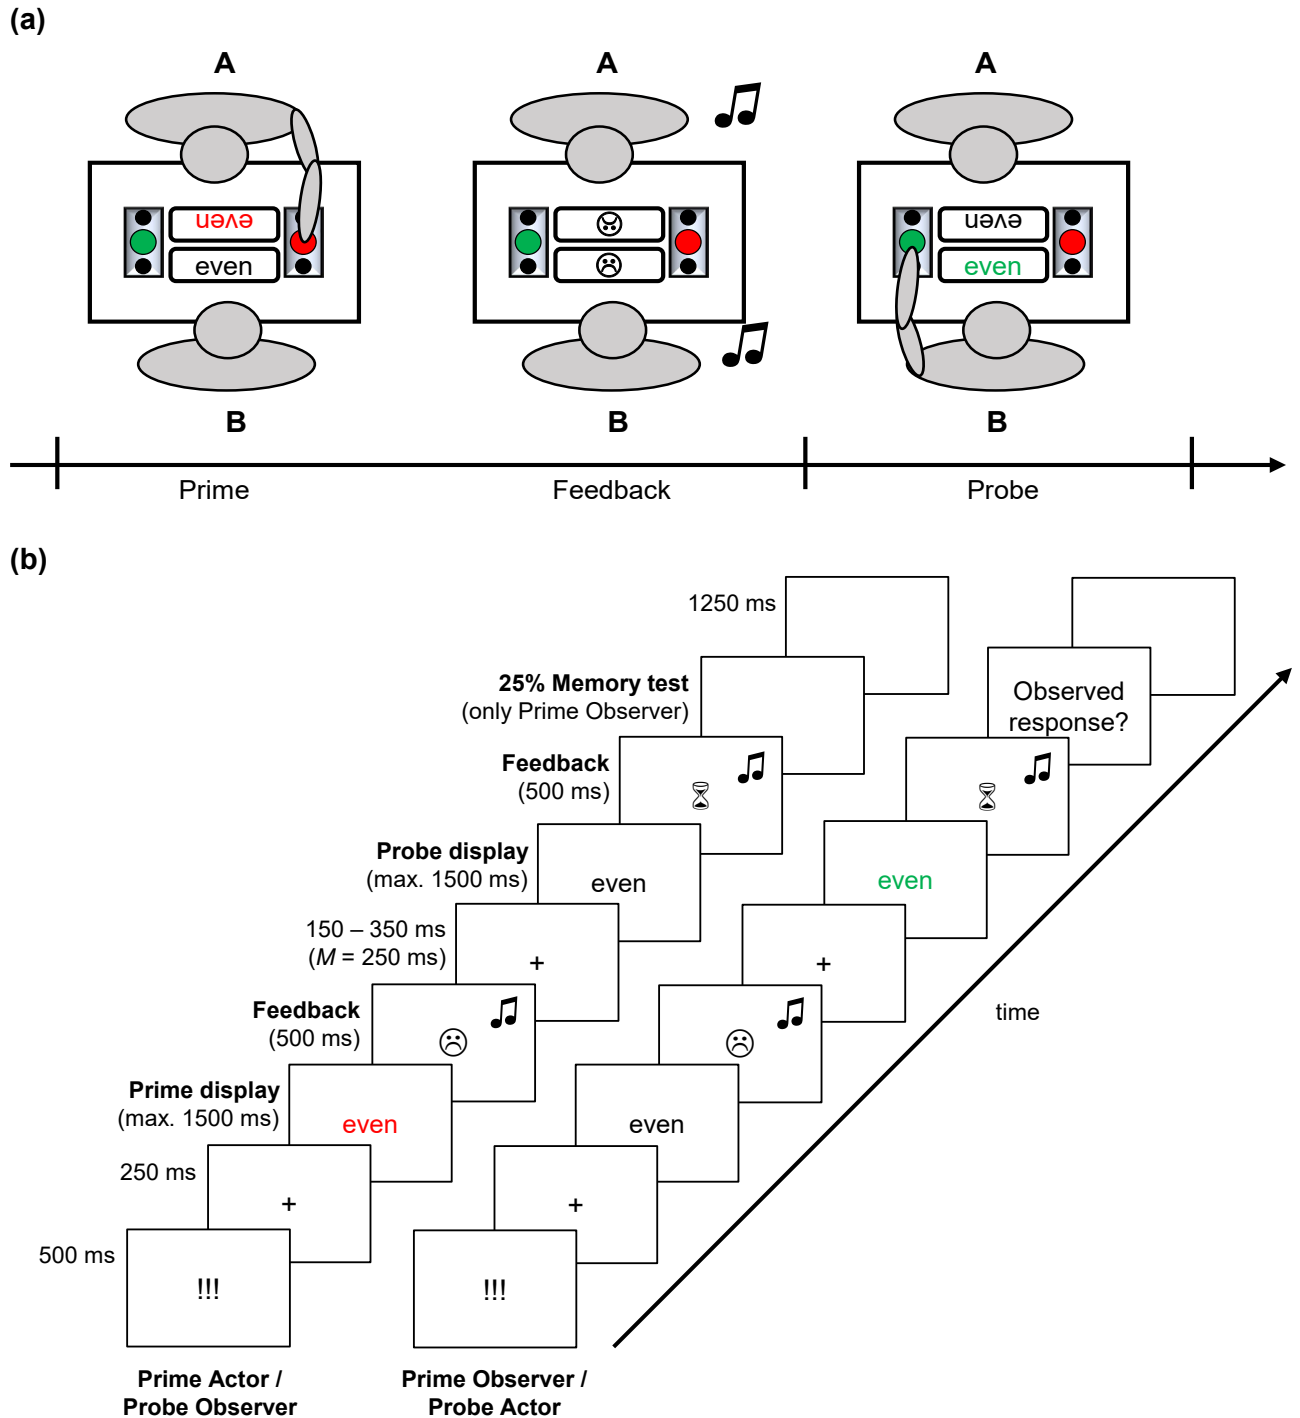 (a)
A
A
A
even
even
even
even
B
B
B
Prime
Feedback
Probe
(b)
1250 ms
25% Memory test
(only Prime Observer)
Observed
response?
Feedback
(500 ms)
Probe display
(max. 1500 ms)
even
even
150 – 350 ms
(M = 250 ms)
+
+
Feedback
(500 ms)
time
Prime display
(max. 1500 ms)
even
even
250 ms
+
+
500 ms
!!!
!!!
Prime Actor /
Probe Observer
Prime Observer /
Probe Actor